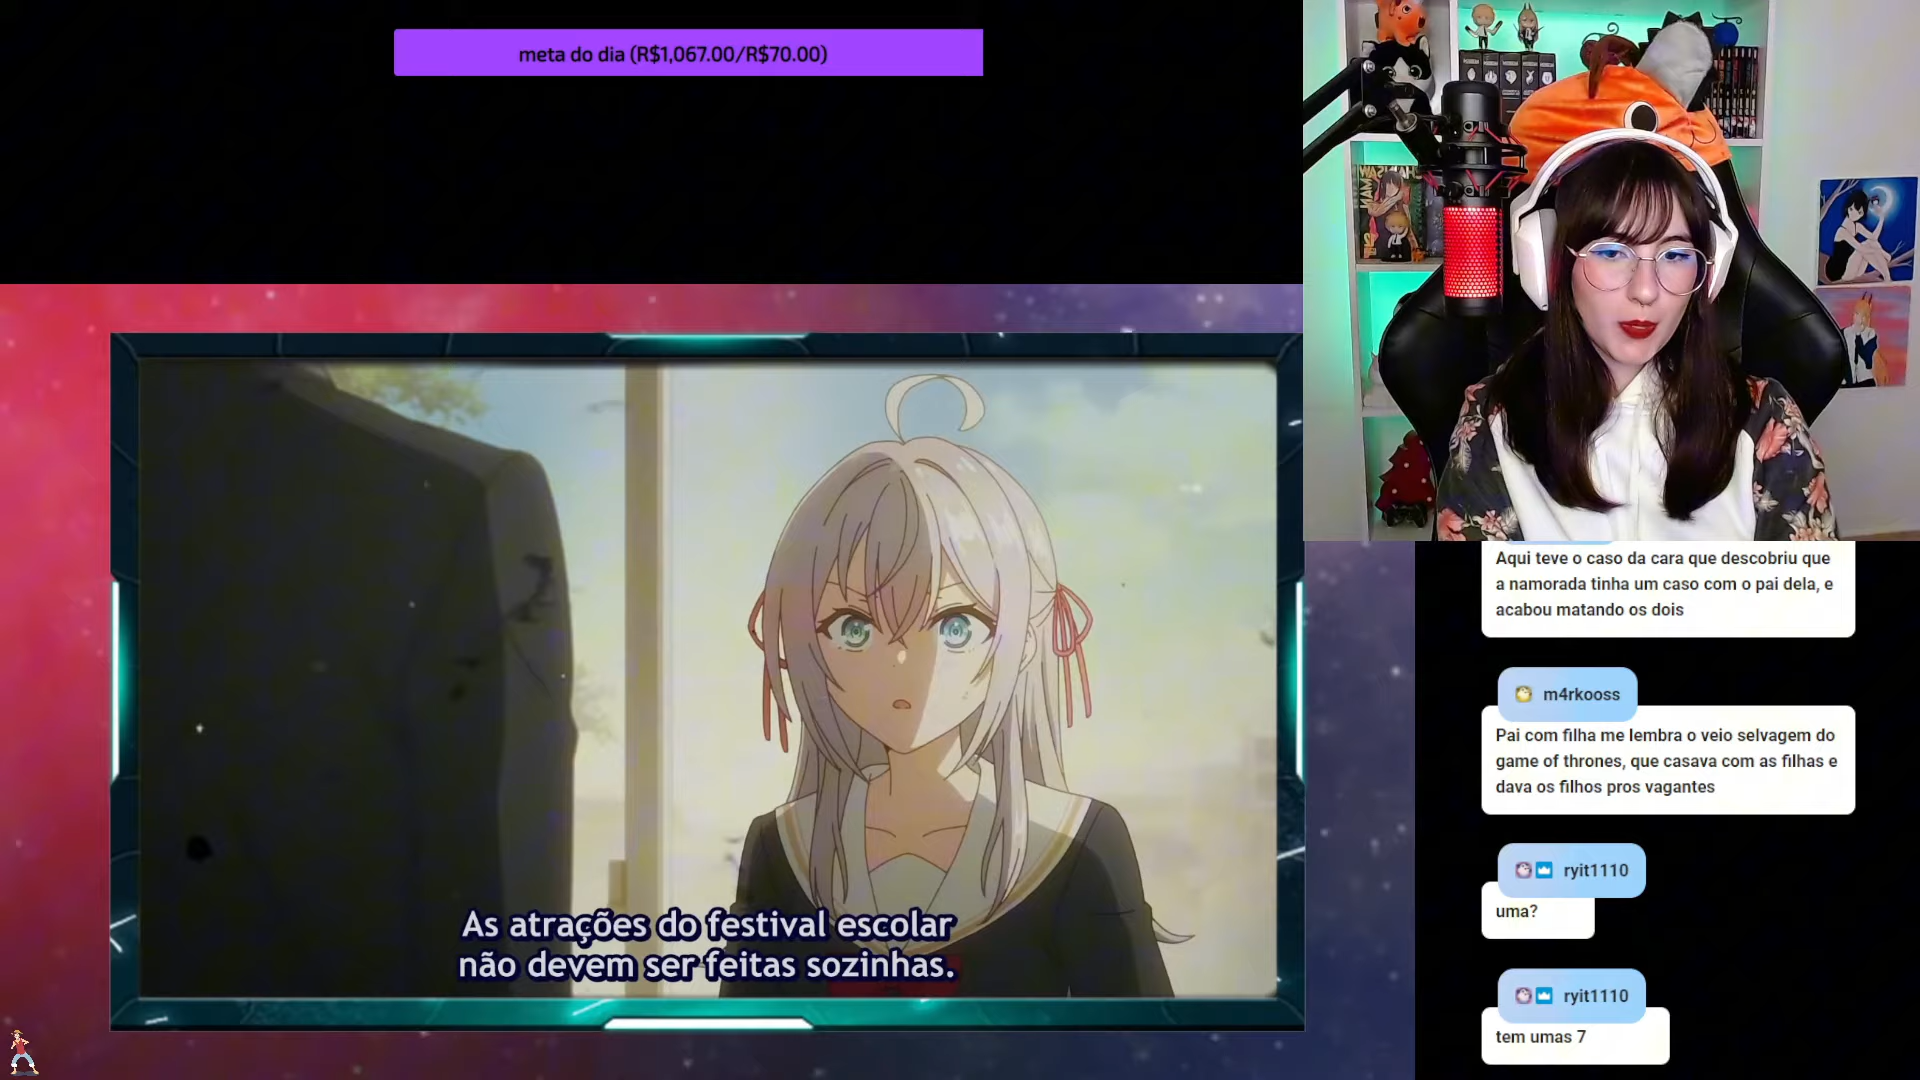 meta do dia (R$1,067.00/R$70.00)
As atrações do festival escolar
não devem ser feitas sozinhas.
Aqui teve o caso da cara que descobriu que
a namorada tinha um caso com o pai dela, e
acabou matando os dois
m4rkooss
Pai com filha me lembra o veio selvagem do
game of thrones, que casava com as filhas e
dava os filhos pros vagantes
ryit1110
uma?
ryit1110
tem umas 7